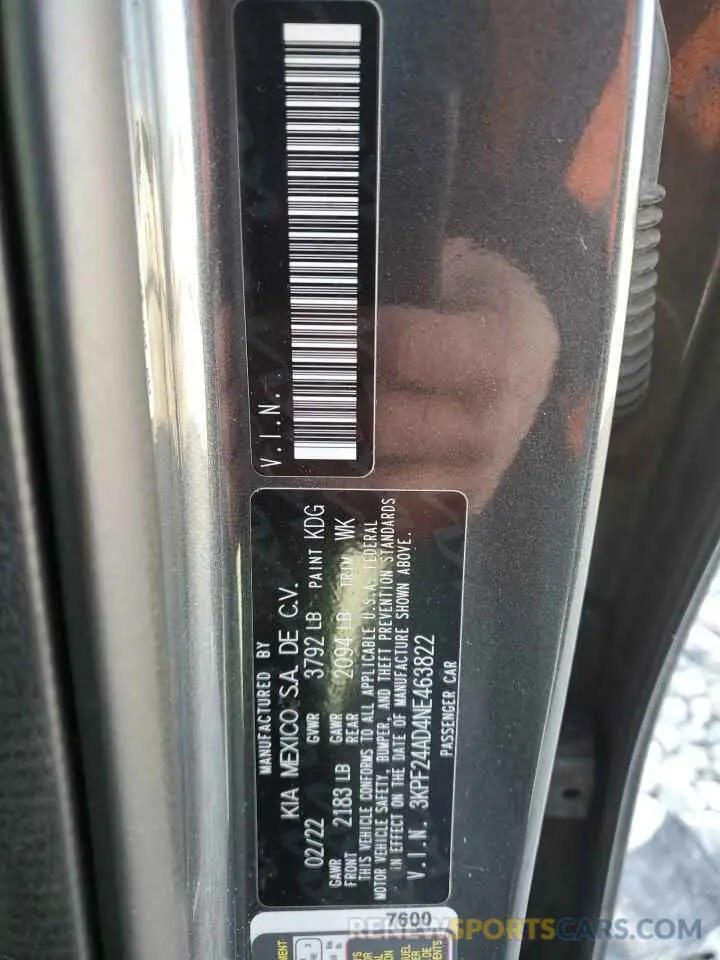 V.I.N.
MANUFACTURED BY
KIA MEXICO S.A. DE C.V.
02/22 GVWR 3792 LB PAINT KDG
GAWR FRONT 2183 LB GAWR REAR 2094 LB TRIM WK
THIS VEHICLE CONFORMS TO ALL APPLICABLE U.S.A. FEDERAL
MOTOR VEHICLE SAFETY, BUMPER, AND THEFT PREVENTION STANDARDS
IN EFFECT ON THE DATE OF MANUFACTURE SHOWN ABOVE.
V.I.N. 3KPF24AD4NE463822
PASSENGER CAR
7600
RENEWSPORTSCARS.COM